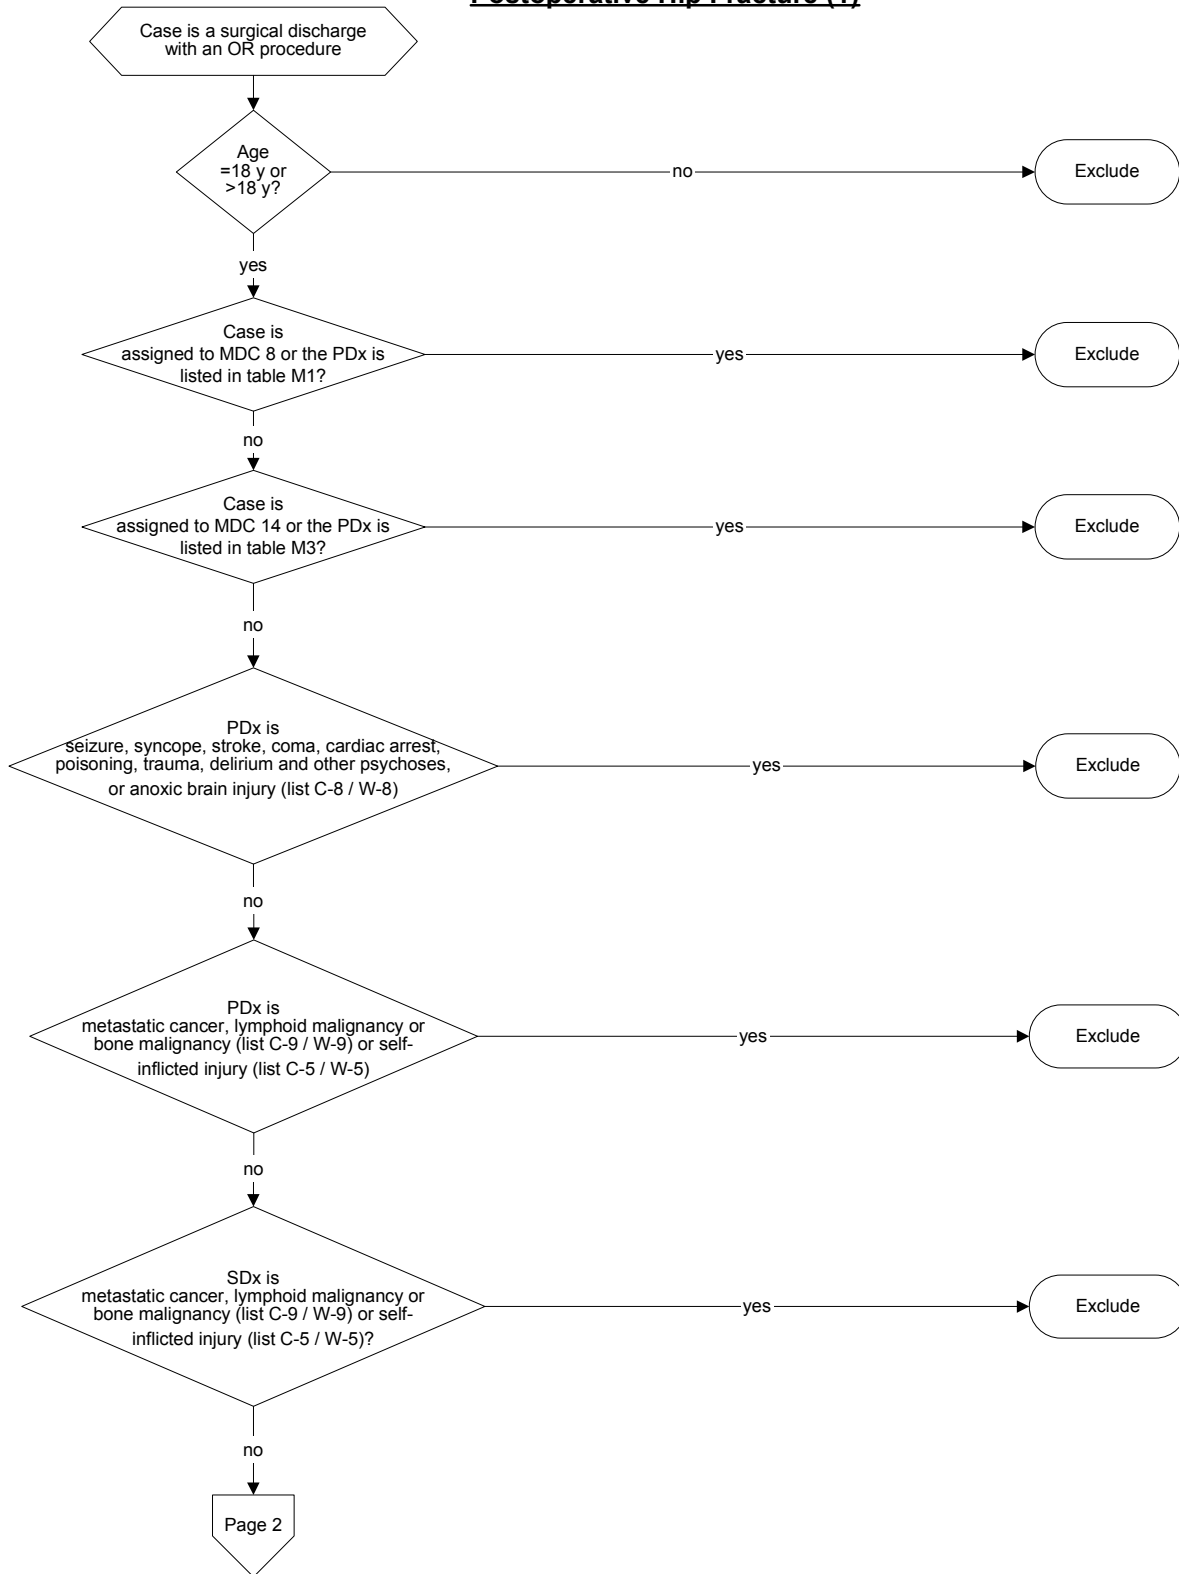 Postoperative Hip Fracture (1)
Case is a surgical discharge
with an OR procedure
Age
=18 y or
>18 y?
no
Exclude
yes
Case is
assigned to MDC 8 or the PDx is
listed in table M1?
yes
Exclude
no
Case is
assigned to MDC 14 or the PDx is
listed in table M3?
yes
Exclude
no
PDx is
seizure, syncope, stroke, coma, cardiac arrest,
poisoning, trauma, delirium and other psychoses,
or anoxic brain injury (list C-8 / W-8)
yes
Exclude
no
PDx is
metastatic cancer, lymphoid malignancy or
bone malignancy (list C-9 / W-9) or self-
inflicted injury (list C-5 / W-5)
yes
Exclude
no
SDx is
metastatic cancer, lymphoid malignancy or
bone malignancy (list C-9 / W-9) or self-
inflicted injury (list C-5 / W-5)?
yes
Exclude
no
Page 2